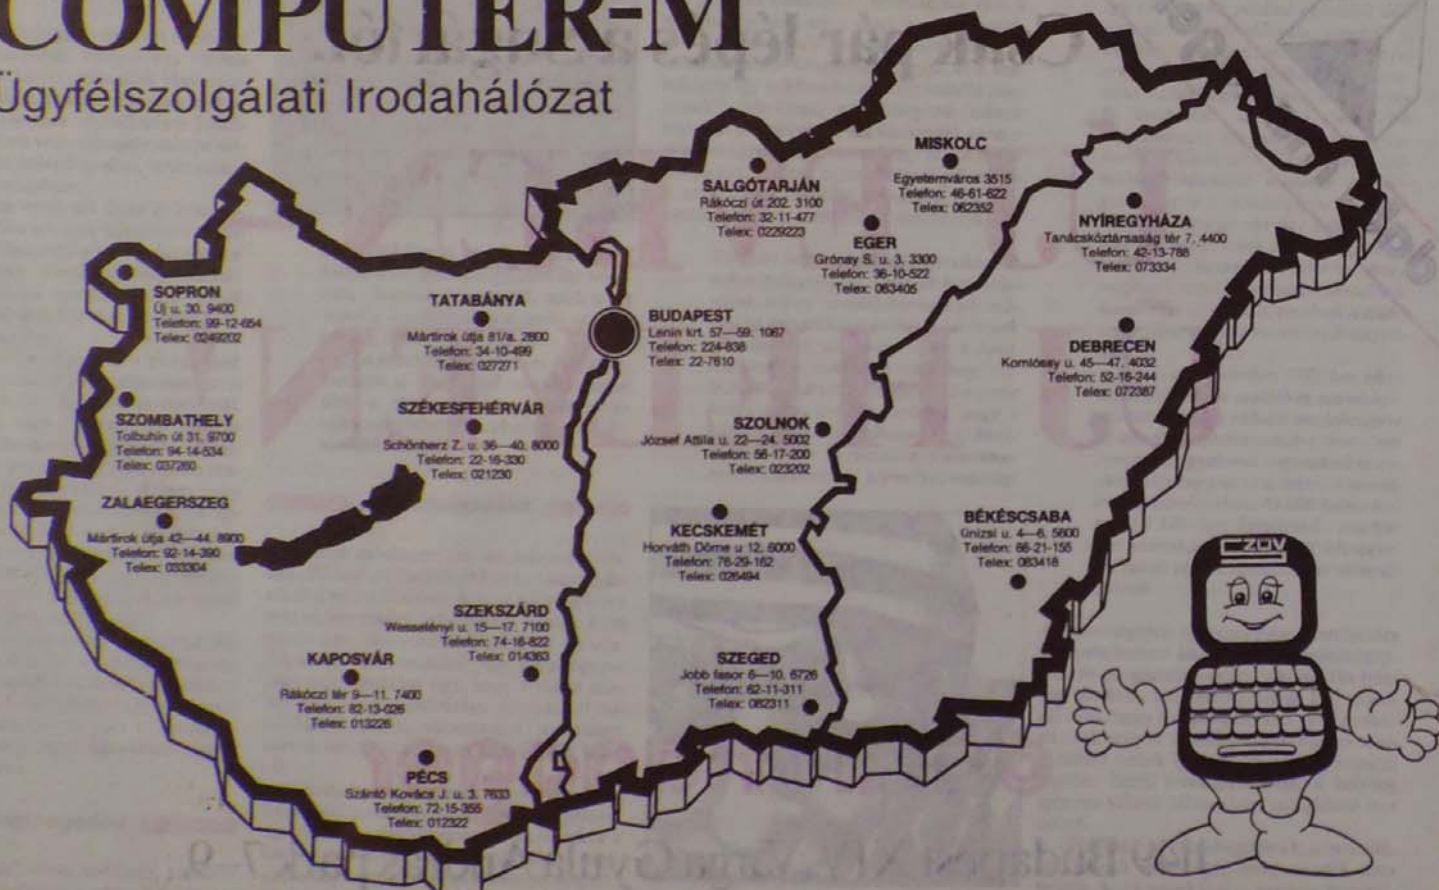 COMPUTER-M
Ügyfélszolgálati Irodahálózat
MISKOLC
Egyetemváros 3515
Telefon: 46-61-622
Telex: 062352
SALGÓTARJÁN
Rákóczi út 202. 3100
Telefon: 32-11-477
Telex: 0229223
NYÍREGYHÁZA
Tanácsköztársaság tér 7. 4400
Telefon: 42-13-788
Telex: 073334
EGER
Grónay S. u. 3. 3300
Telefon: 36-10-522
Telex: 063405
SOPRON
Új u. 30. 9400
Telefon: 99-12-654
Telex: 0249202
TATABÁNYA
Mártírok útja 81/a. 2800
Telefon: 34-10-499
Telex: 027271
BUDAPEST
Lenin krt. 57—59. 1067
Telefon: 224-838
Telex: 22-7610
DEBRECEN
Komlóssy u. 45—47. 4032
Telefon: 52-16-244
Telex: 072387
SZOMBATHELY
Tolbuhin út 31. 9700
Telefon: 94-14-534
Telex: 037260
SZÉKESFEHÉRVÁR
Schönherz Z. u. 36—40. 8000
Telefon: 22-16-330
Telex: 021230
SZOLNOK
József Attila u. 22—24. 5002
Telefon: 56-17-200
Telex: 023202
ZALAEGERSZEG
Mártírok útja 42—44. 8900
Telefon: 92-14-390
Telex: 033304
KECSKEMÉT
Horváth Döme u 12. 6000
Telefon: 76-29-162
Telex: 026494
BÉKÉSCSABA
u. 4—6. 5600
Telefon: 66-21-155
Telex: 083418
SZEKSZÁRD
Wesselényi u. 15—17. 7100
Telefon: 74-16-822
Telex: 014363
KAPOSVÁR
Rákóczi tér 9—11. 7400
Telefon: 82-13-026
Telex: 013226
SZEGED
Jobb fasor 6—10. 6726
Telefon: 62-11-311
Telex: 082311
PÉCS
Szántó Kovács J. u. 3. 7633
Telefon: 72-15-355
Telex: 012322